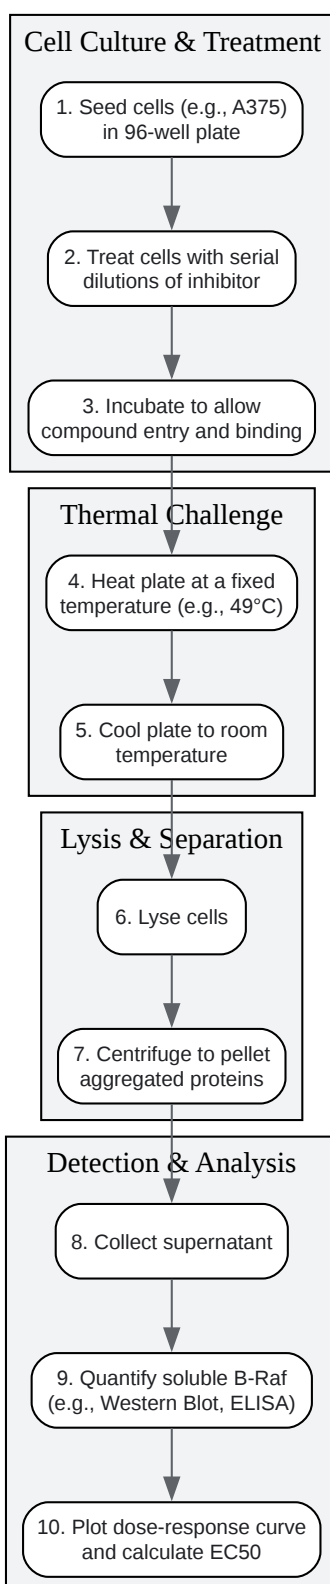 Cell Culture & Treatment
1. Seed cells (e.g., A375)
in 96-well plate
2. Treat cells with serial
dilutions of inhibitor
3. Incubate to allow
compound entry and binding
Thermal Challenge
4. Heat plate at a fixed
temperature (e.g., 49°C)
5. Cool plate to room
temperature
Lysis & Separation
6. Lyse cells
7. Centrifuge to pellet
aggregated proteins
Detection & Analysis
8. Collect supernatant
9. Quantify soluble B-Raf
(e.g., Western Blot, ELISA)
10. Plot dose-response curve
and calculate EC50